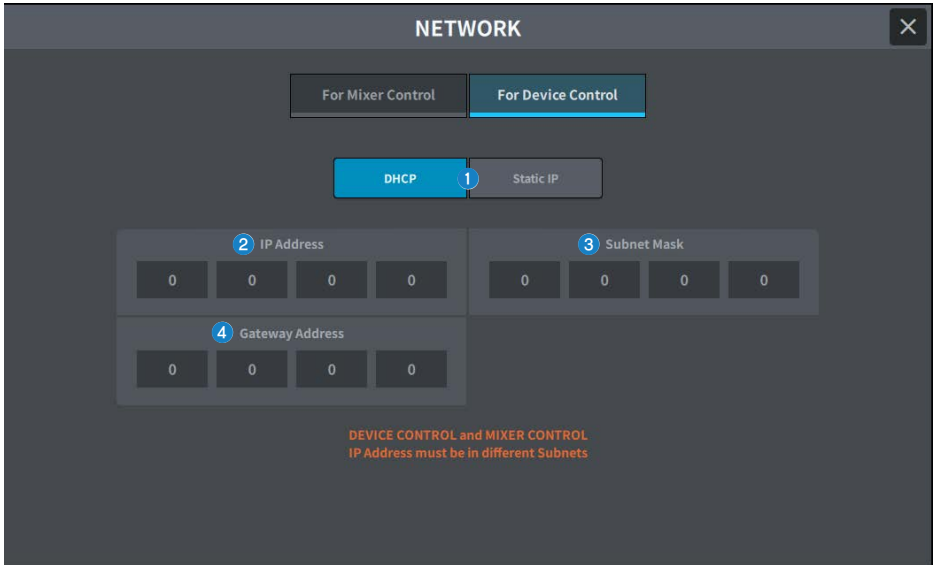 NETWORK
For Mixer Control
For Device Control
DHCP
1
Static IP
2 IP Address
0 0 0 0
3 Subnet Mask
0 0 0 0
4 Gateway Address
0 0 0 0
DEVICE CONTROL and MIXER CONTROL
IP Address must be in different Subnets